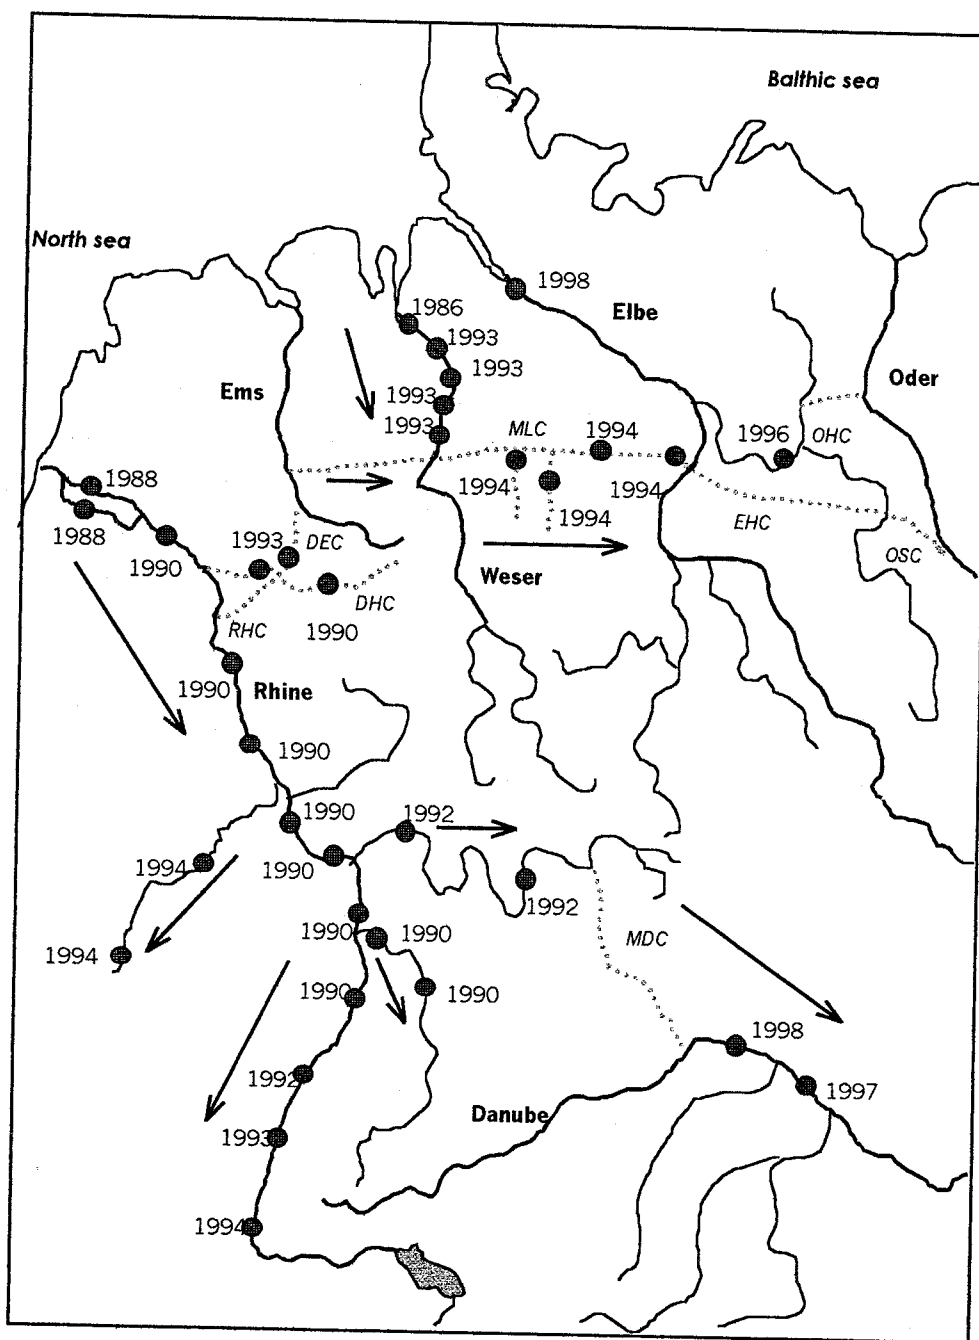 Balthic sea
North sea
1998
1986
Elbe
1993
1993
Ems
1993
Oder
1993
MLC
1994
1996
OHC
1988
1994
1994
1994
1988
1993
DEC
EHC
1990
OSC
Weser
DHC
RHC
1990
1990
Rhine
1990
1990
1992
1994
1990
1992
1990
1990
MDC
1994
1990
1990
1998
1992
1997
Danube
1993
1994